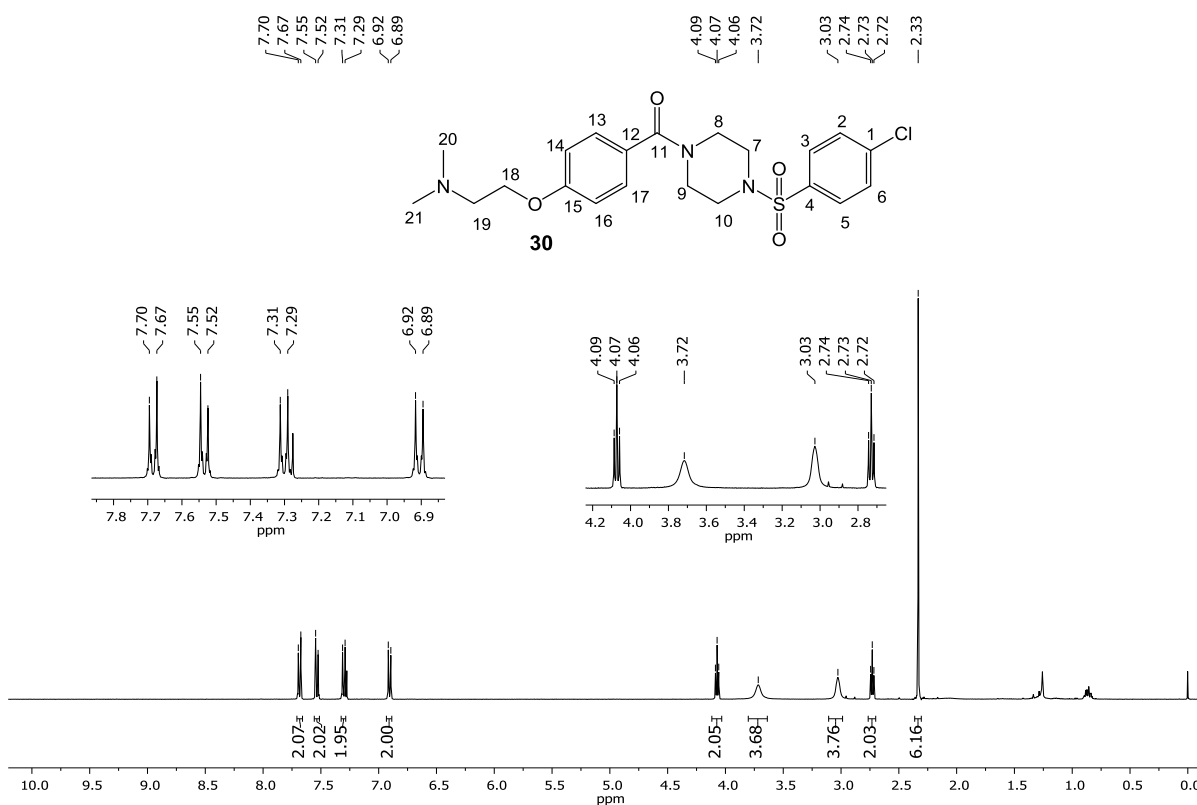 7.70 7.67 7.55 7.52 7.31 7.29 6.92 6.89 4.09 4.07 4.06 3.72 3.03 2.74 2.73 2.72 2.33
O
13 12 8 2 Cl
20 14 11 N 7 3 1
18 O
N 9 N S 4 6
21 19 O 15 17 10 5
16 O
30
7.70 7.67 7.55 7.52 7.31 7.29 6.92 6.89
4.09 4.07 4.06 3.72 3.03 2.74 2.73 2.72
7.8 7.7 7.6 7.5 7.4 7.3 7.2 7.1 7.0 6.9
ppm
4.2 4.0 3.8 3.6 3.4 3.2 3.0 2.8
ppm
2.07 2.02 1.95 2.00 2.05 3.68 3.76 2.03 6.16
10.0 9.5 9.0 8.5 8.0 7.5 7.0 6.5 6.0 5.5 5.0 4.5 4.0 3.5 3.0 2.5 2.0 1.5 1.0 0.5 0.0
ppm